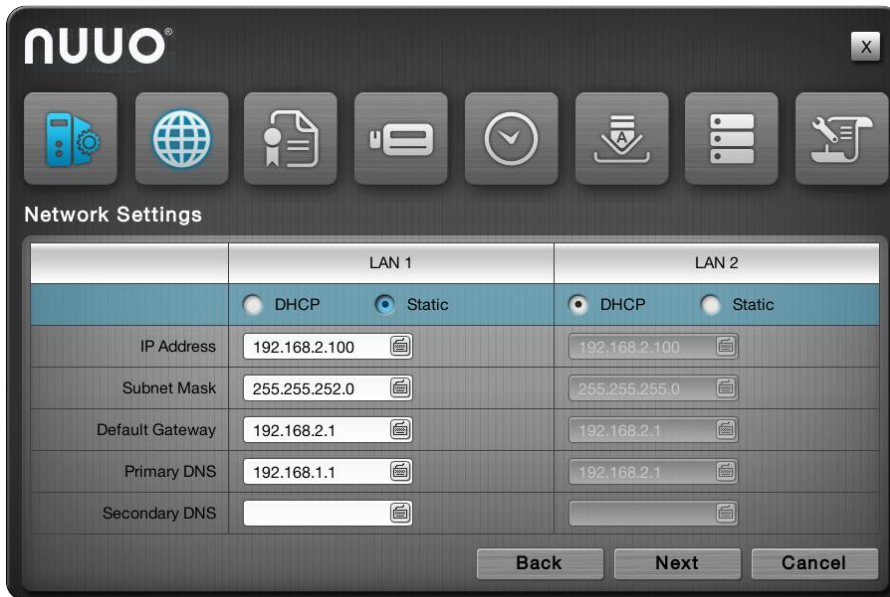 nuuo®
X
A
Network Settings
LAN 1 LAN 2
DHCP Static DHCP Static
IP Address 192.168.2.100 192.168.2.100
Subnet Mask 255.255.252.0 255.255.255.0
Default Gateway 192.168.2.1 192.168.2.1
Primary DNS 192.168.1.1 192.168.2.1
Secondary DNS
Back Next Cancel